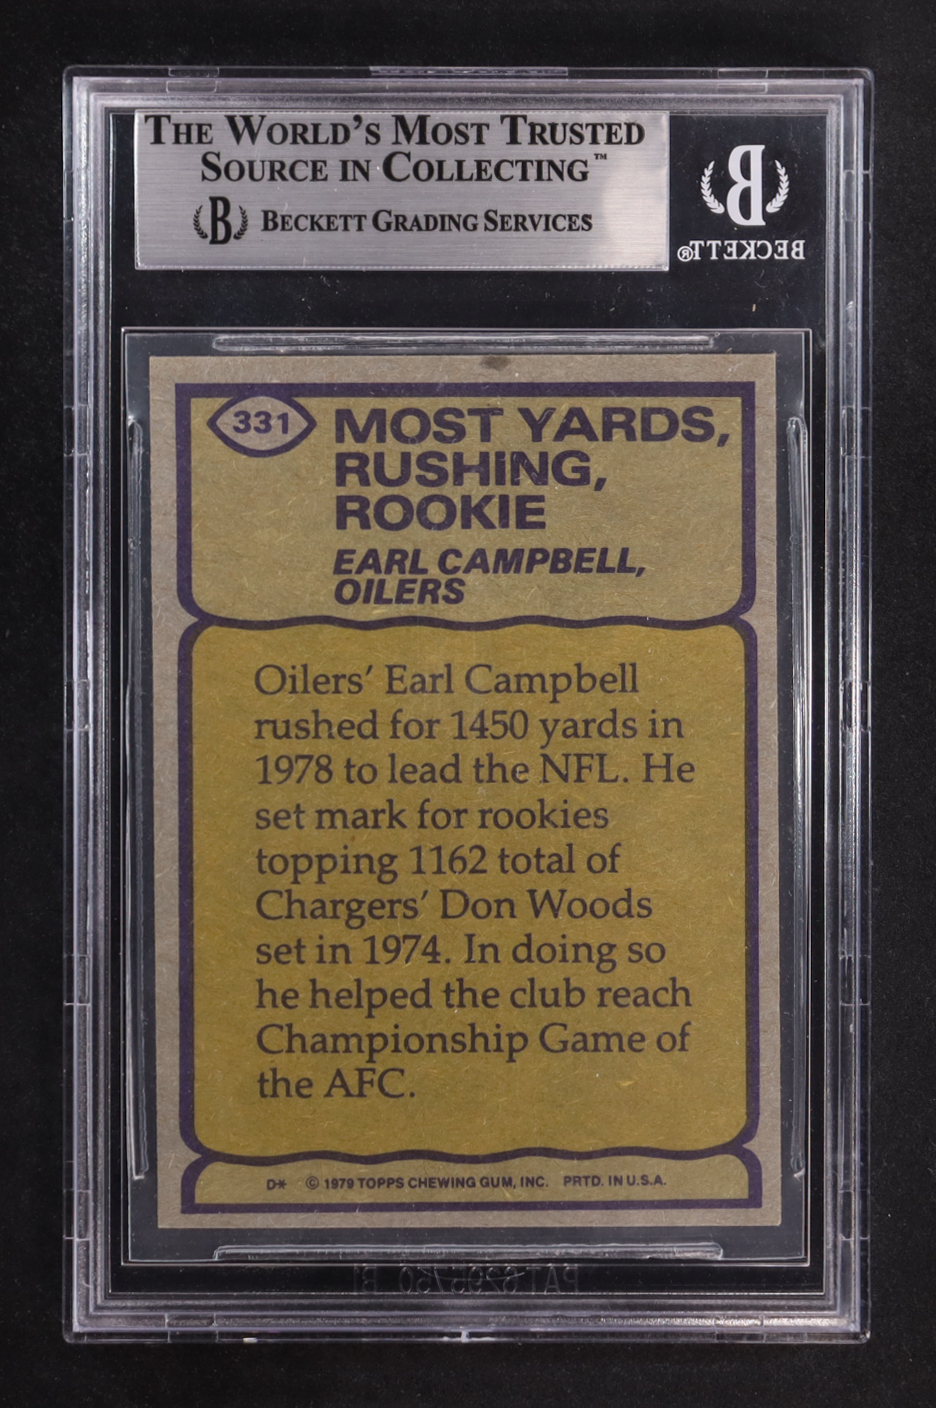 THE WORLD'S MOST TRUSTED
SOURCE IN COLLECTING™
B BECKETT GRADING SERVICES
B
BECKETT®
331
MOST YARDS,
RUSHING,
ROOKIE
EARL CAMPBELL,
OILERS
Oilers' Earl Campbell
rushed for 1450 yards in
1978 to lead the NFL. He
set mark for rookies
topping 1162 total of
Chargers' Don Woods
set in 1974. In doing so
he helped the club reach
Championship Game of
the AFC.
D* © 1979 TOPPS CHEWING GUM, INC. PRTD. IN U.S.A.